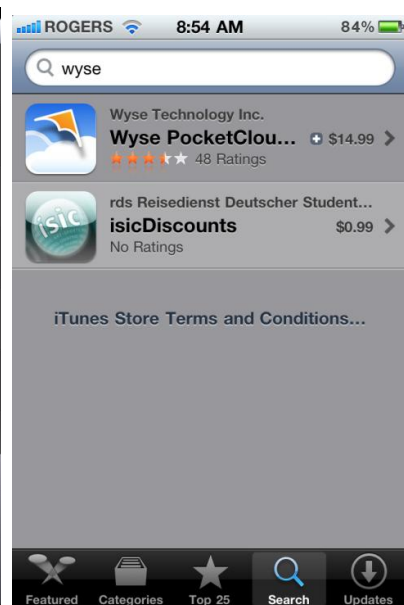 ROGERS 8:54 AM 84%
wyse
Wyse Technology Inc.
Wyse PocketClou... $14.99
48 Ratings
isic
rds Reisedienst Deutscher Student...
isicDiscounts $0.99
No Ratings
iTunes Store Terms and Conditions...
Featured Categories Top 25 Search Updates